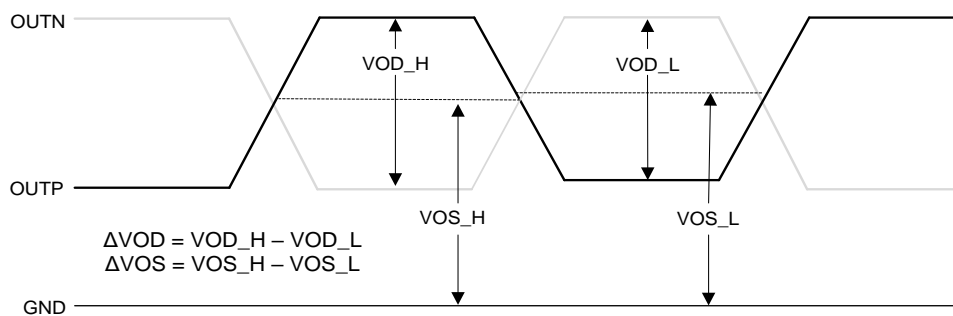 OUTN
VOD_H
VOD_L
OUTP
VOS_H
VOS_L
ΔVOD = VOD_H – VOD_L
ΔVOS = VOS_H – VOS_L
GND